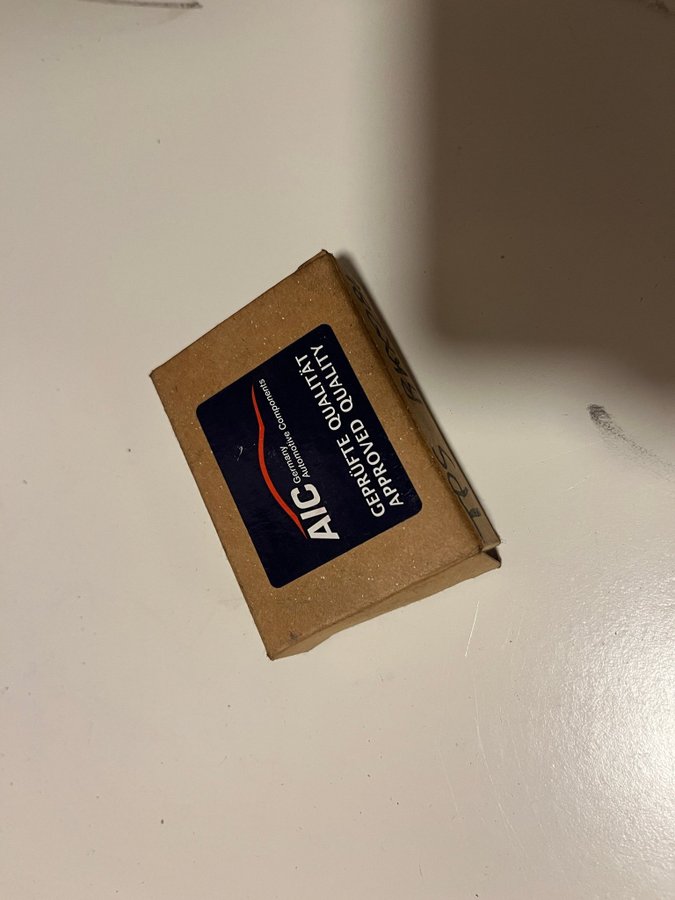 AIC Germany
Automotive Components
GEPRÜFTE QUALITÄT
APPROVED QUALITY